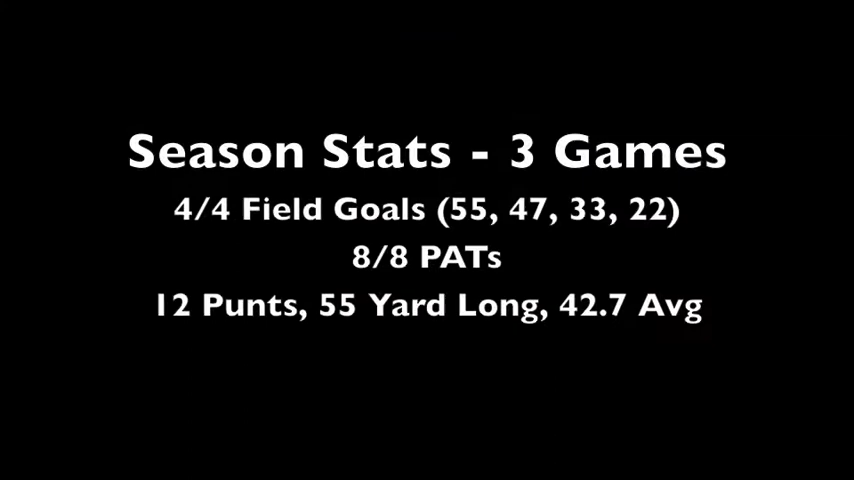 Season Stats - 3 Games
4/4 Field Goals (55, 47, 33, 22)
8/8 PATs
12 Punts, 55 Yard Long, 42.7 Avg